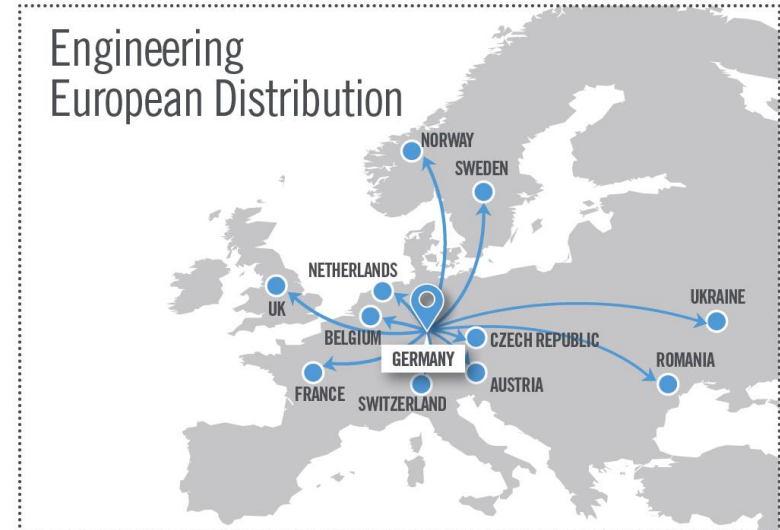 Engineering
European Distribution
NORWAY
SWEDEN
NETHERLANDS
UK
UKRAINE
BELGIUM
CZECH REPUBLIC
GERMANY
ROMANIA
AUSTRIA
FRANCE
SWITZERLAND